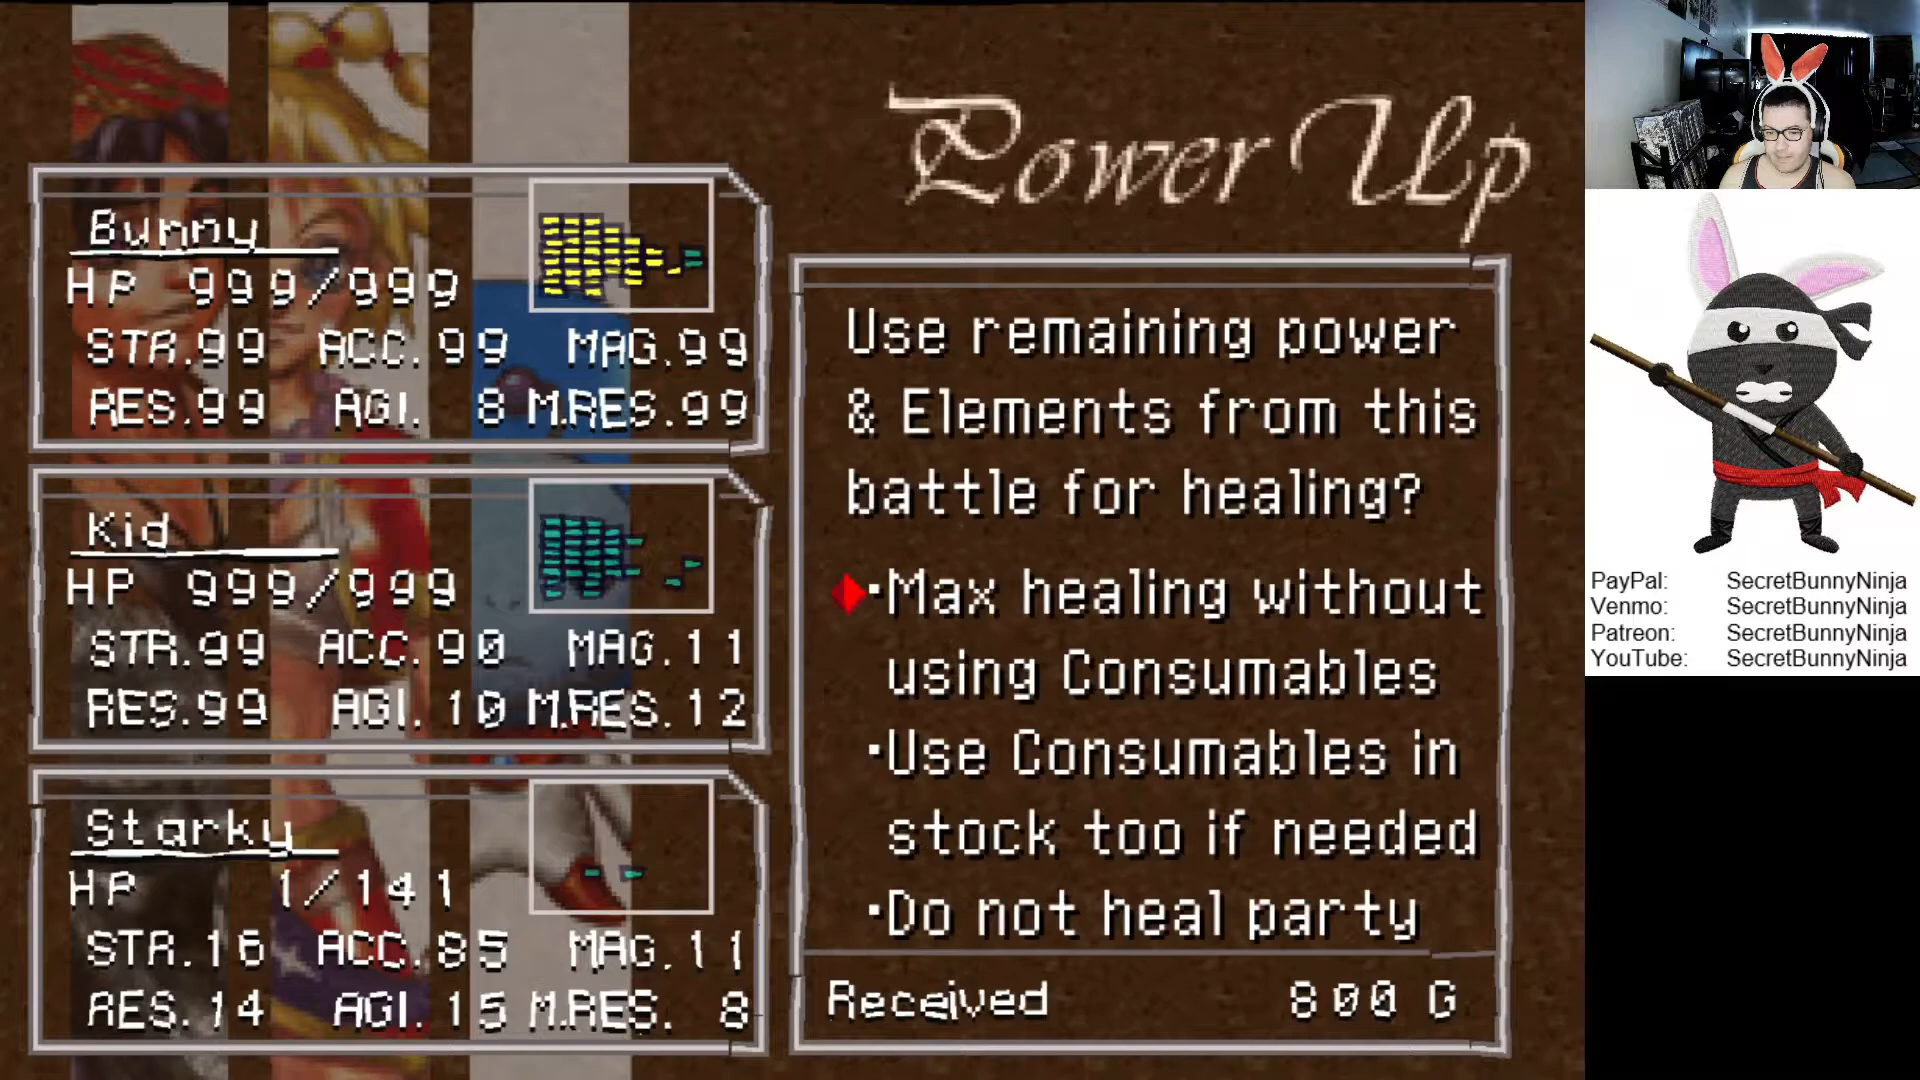 Power Up
Bunny
HP 999/999
STR.99 ACC.99 MAG.99
RES.99 AGI. 8 M.RES.99
Kid
HP 999/999
STR.99 ACC.90 MAG.11
RES.99 AGI.10 M.RES.12
Starky
HP 1/141
STR.16 ACC.85 MAG.11
RES.14 AGI.15 M.RES. 8
Use remaining power
& Elements from this
battle for healing?
・Max healing without
using Consumables
・Use Consumables in
stock too if needed
・Do not heal party
Received 800 G
PayPal: SecretBunnyNinja
Venmo: SecretBunnyNinja
Patreon: SecretBunnyNinja
YouTube: SecretBunnyNinja